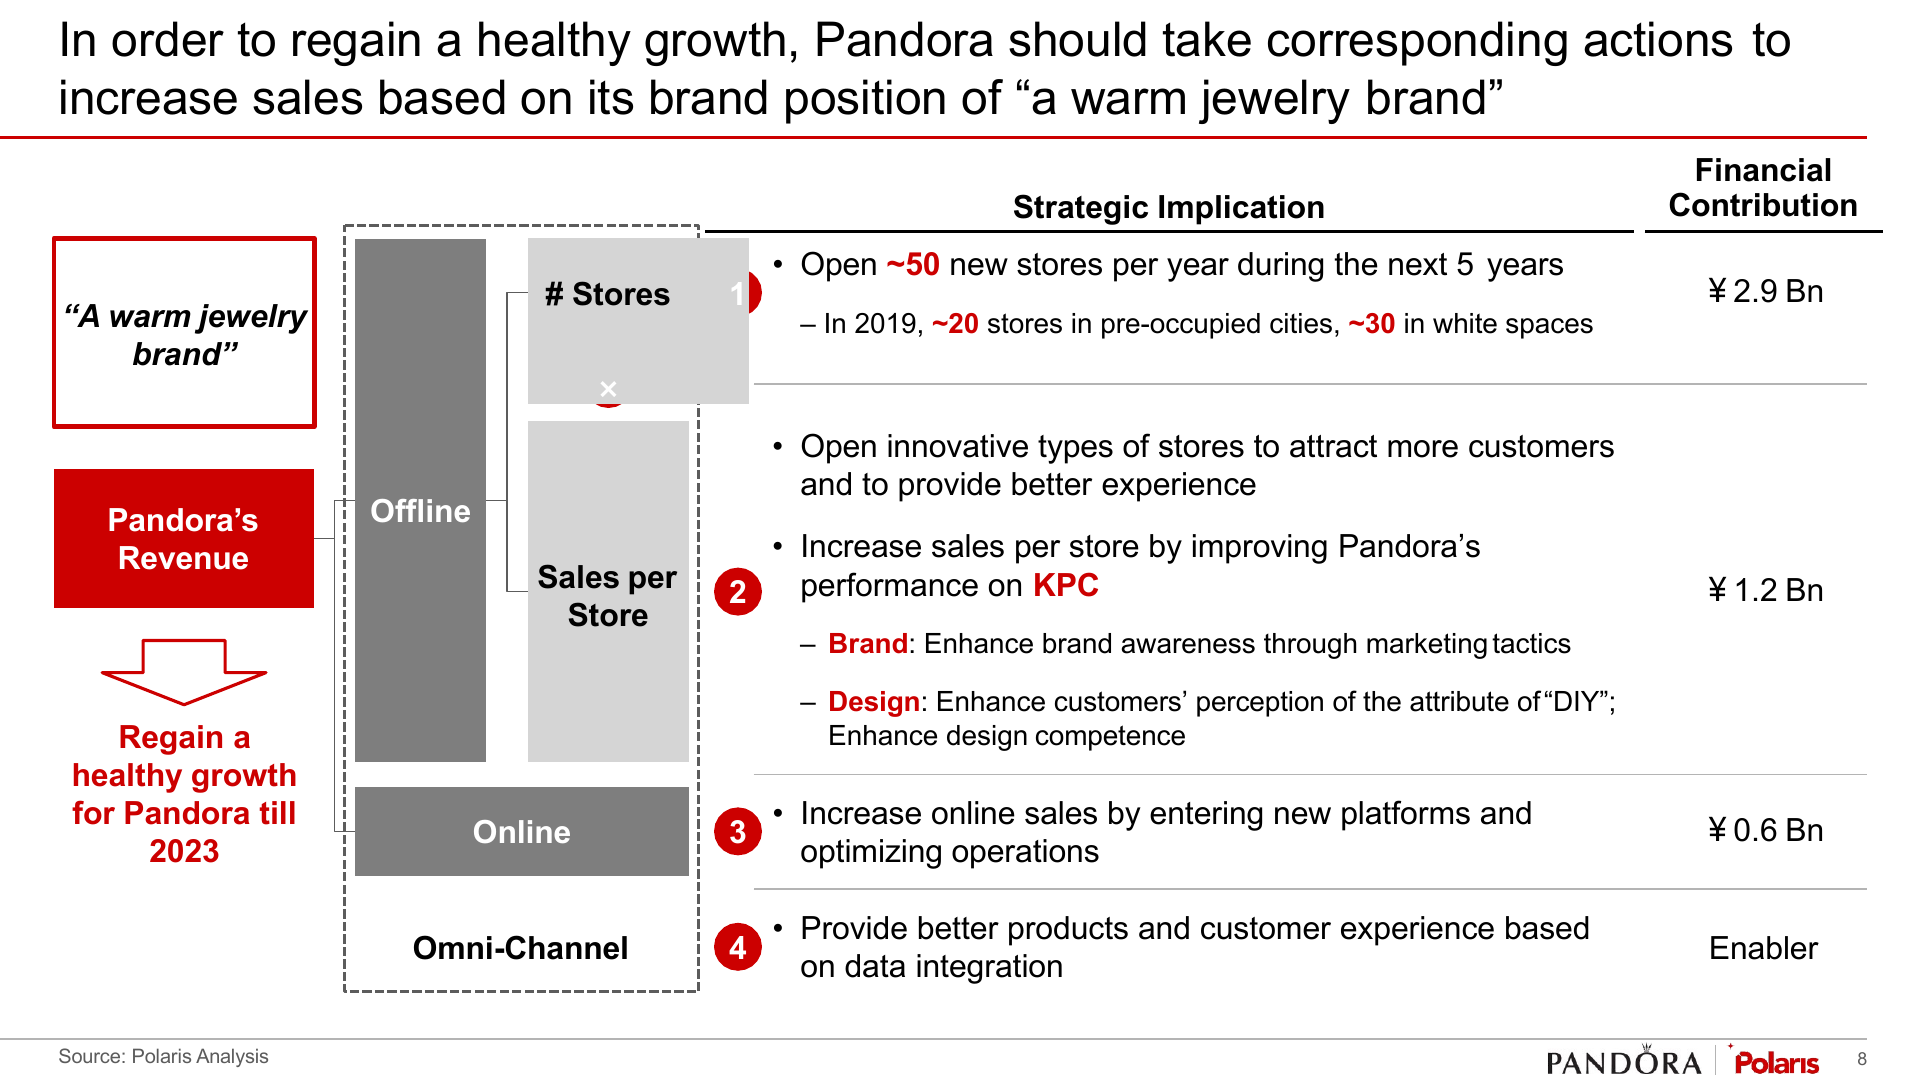 In order to regain a healthy growth, Pandora should take corresponding actions to
increase sales based on its brand position of “a warm jewelry brand”
Strategic Implication
Financial
Contribution
“A warm jewelry
brand”
Pandora’s
Revenue
Regain a
healthy growth
for Pandora till
2023
Offline
# Stores
×
Sales per
Store
Online
Omni-Channel
1
• Open ~50 new stores per year during the next 5 years
– In 2019, ~20 stores in pre-occupied cities, ~30 in white spaces
¥ 2.9 Bn
2
• Open innovative types of stores to attract more customers
and to provide better experience
• Increase sales per store by improving Pandora’s
performance on KPC
– Brand: Enhance brand awareness through marketing tactics
– Design: Enhance customers’ perception of the attribute of “DIY”;
Enhance design competence
¥ 1.2 Bn
3
• Increase online sales by entering new platforms and
optimizing operations
¥ 0.6 Bn
4
• Provide better products and customer experience based
on data integration
Enabler
Source: Polaris Analysis
PANDORA
Polaris
8